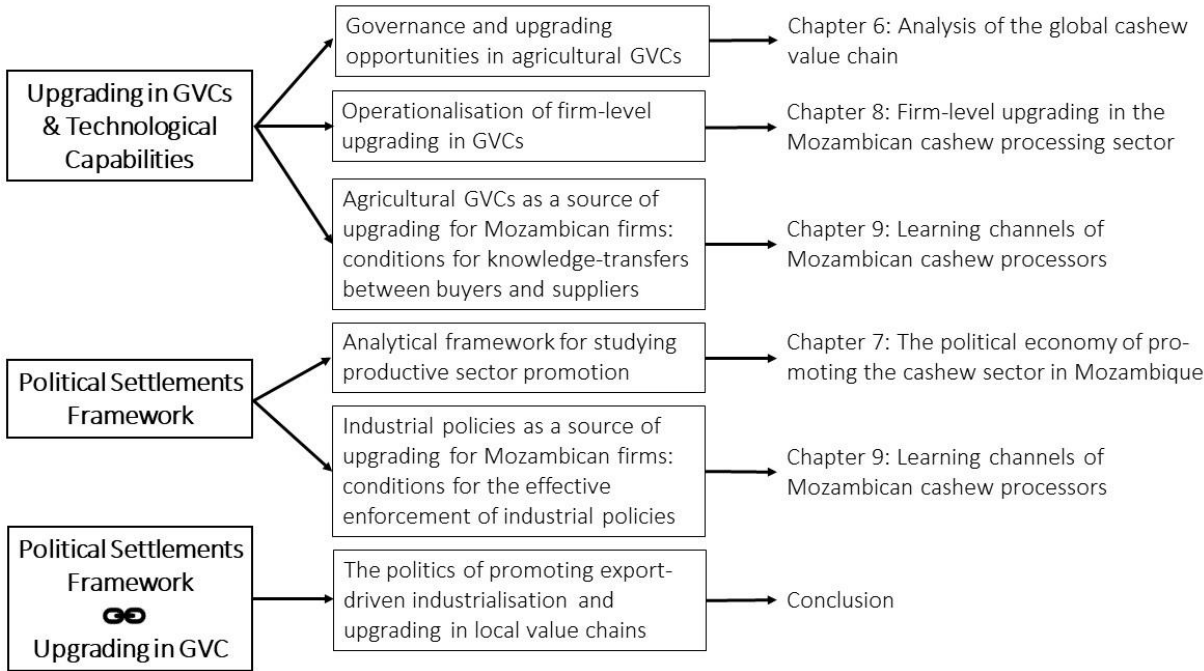 Upgrading in GVCs
& Technological
Capabilities
Governance and upgrading
opportunities in agricultural GVCs
Chapter 6: Analysis of the global cashew
value chain
Operationalisation of firm-level
upgrading in GVCs
Chapter 8: Firm-level upgrading in the
Mozambican cashew processing sector
Agricultural GVCs as a source of
upgrading for Mozambican firms:
conditions for knowledge-transfers
between buyers and suppliers
Chapter 9: Learning channels of
Mozambican cashew processors
Political Settlements
Framework
Analytical framework for studying
productive sector promotion
Chapter 7: The political economy of pro-
moting the cashew sector in Mozambique
Industrial policies as a source of
upgrading for Mozambican firms:
conditions for the effective
enforcement of industrial policies
Chapter 9: Learning channels of
Mozambican cashew processors
Political Settlements
Framework
Upgrading in GVC
The politics of promoting export-
driven industrialisation and
upgrading in local value chains
Conclusion